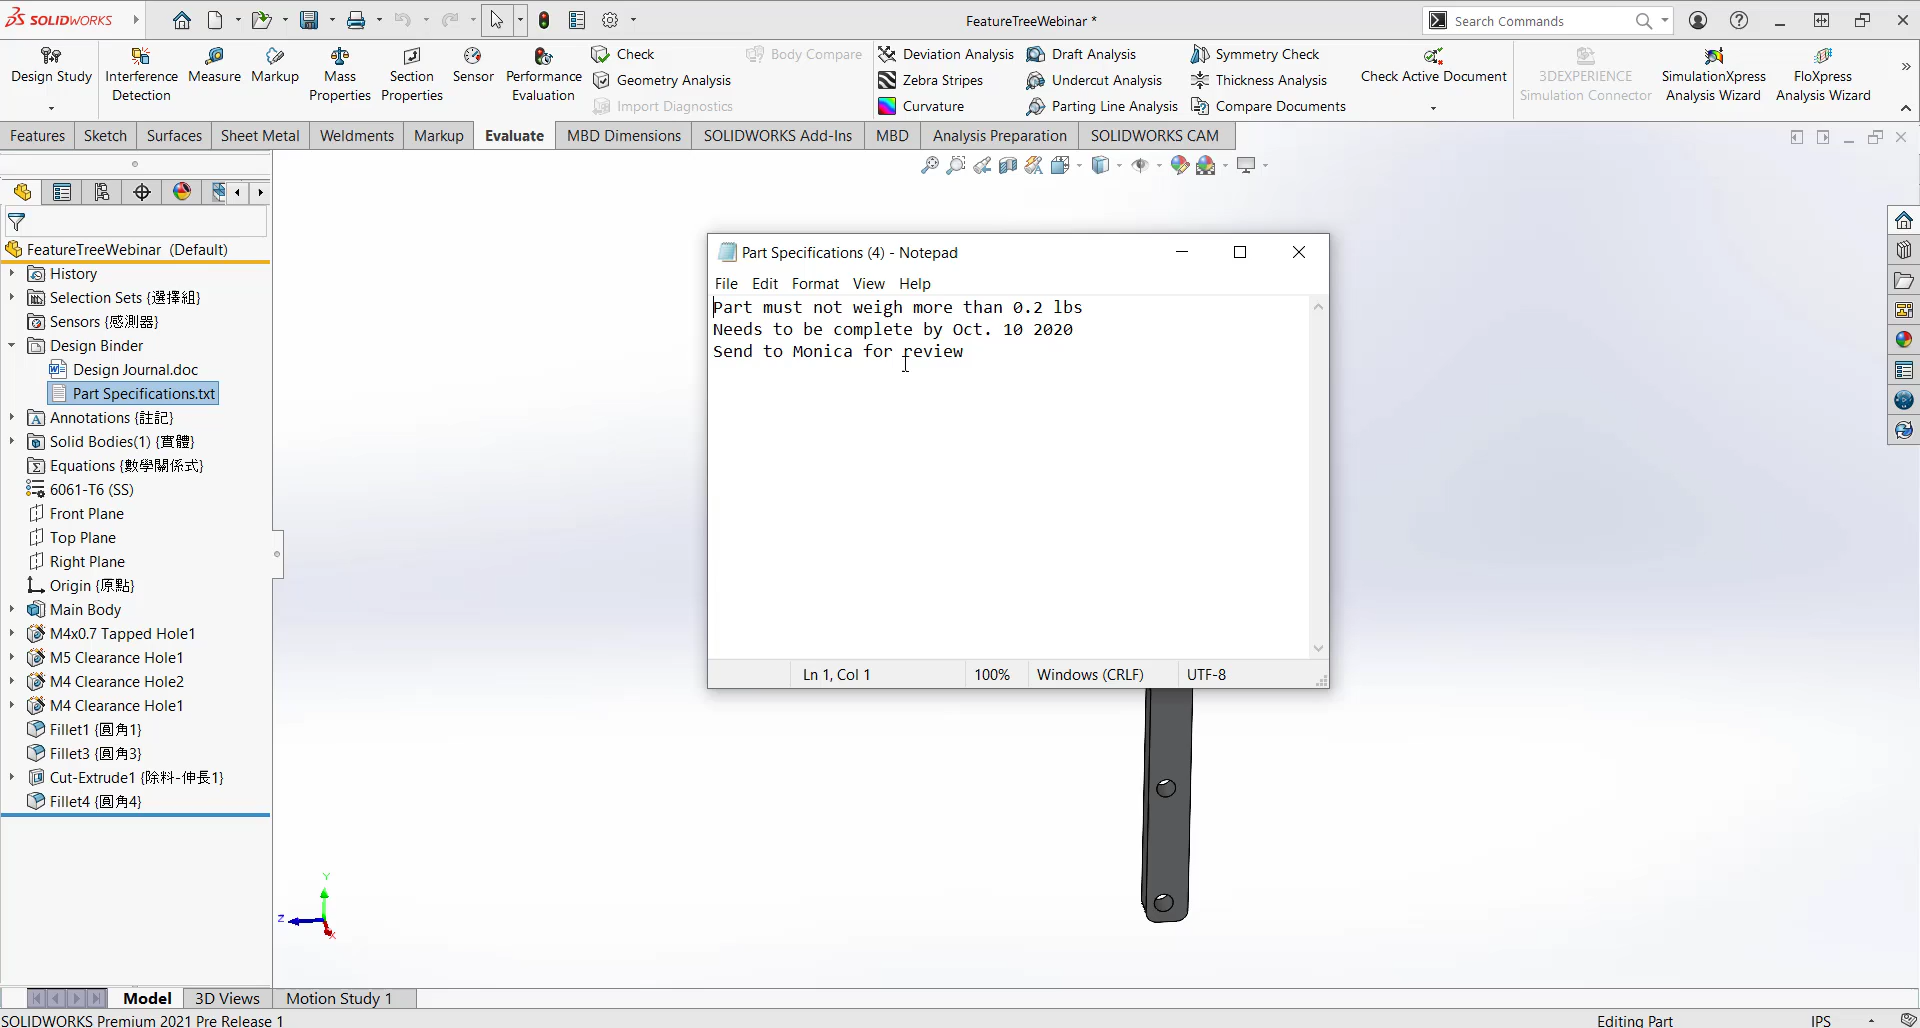 SOLIDWORKS
FeatureTreeWebinar *
Search Commands
Design Study
Interference Detection
Measure
Markup
Mass Properties
Section Properties
Sensor
Performance Evaluation
Check
Geometry Analysis
Import Diagnostics
Body Compare
Deviation Analysis
Zebra Stripes
Curvature
Draft Analysis
Undercut Analysis
Parting Line Analysis
Symmetry Check
Thickness Analysis
Compare Documents
Check Active Document
3DEXPERIENCE Simulation Connector
SimulationXpress Analysis Wizard
FloXpress Analysis Wizard
Features Sketch Surfaces Sheet Metal Weldments Markup Evaluate MBD Dimensions SOLIDWORKS Add-Ins MBD Analysis Preparation SOLIDWORKS CAM
FeatureTreeWebinar (Default)
History
Selection Sets {選擇組}
Sensors {感測器}
Design Binder
Design Journal.doc
Part Specifications.txt
Annotations {註記}
Solid Bodies(1) {實體}
Equations {數學關係式}
6061-T6 (SS)
Front Plane
Top Plane
Right Plane
Origin {原點}
Main Body
M4x0.7 Tapped Hole1
M5 Clearance Hole1
M4 Clearance Hole2
M4 Clearance Hole1
Fillet1 {圓角1}
Fillet3 {圓角3}
Cut-Extrude1 {除料-伸長1}
Fillet4 {圓角4}
Part Specifications (4) - Notepad
File Edit Format View Help
Part must not weigh more than 0.2 lbs
Needs to be complete by Oct. 10 2020
Send to Monica for review
Ln 1, Col 1 100% Windows (CRLF) UTF-8
Y
Z
X
Model 3D Views Motion Study 1
SOLIDWORKS Premium 2021 Pre Release 1
Editing Part IPS